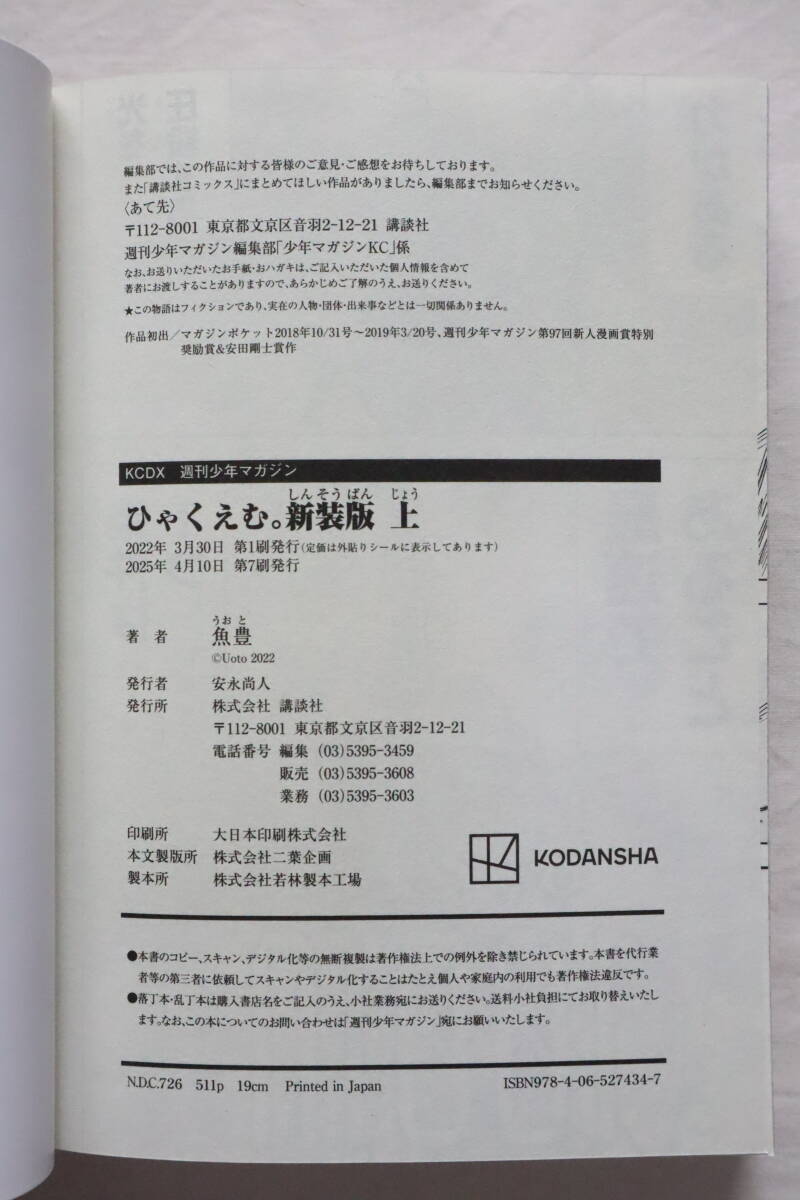 編集部では、この作品に対する皆様のご意見・ご感想をお待ちしております。
また「講談社コミックス」にまとめてほしい作品がありましたら、編集部までお知らせください。
〈あて先〉
〒112-8001 東京都文京区音羽2-12-21 講談社
週刊少年マガジン編集部「少年マガジンKC」係
なお、お送りいただいたお手紙・おハガキは、ご記入いただいた個人情報を含めて
著者にお渡しすることがありますので、あらかじめご了解のうえ、お送りください。
★この物語はフィクションであり、実在の人物・団体・出来事などとは一切関係ありません。
作品初出／マガジンポケット2018年10/31号〜2019年3/20号、週刊少年マガジン第97回新人漫画賞特別
奨励賞&安田剛士賞作
KCDX 週刊少年マガジン
しんそうばん じょう
ひゃくえむ。新装版 上
2022年 3月30日 第1刷発行(定価は外貼りシールに表示してあります)
2025年 4月10日 第7刷発行
うおと
著者 魚豊
©Uoto 2022
発行者 安永尚人
発行所 株式会社 講談社
〒112-8001 東京都文京区音羽2-12-21
電話番号 編集 (03)5395-3459
販売 (03)5395-3608
業務 (03)5395-3603
印刷所 大日本印刷株式会社
本文製版所 株式会社二葉企画
製本所 株式会社若林製本工場
KODANSHA
●本書のコピー、スキャン、デジタル化等の無断複製は著作権法上での例外を除き禁じられています。本書を代行業
者等の第三者に依頼してスキャンやデジタル化することはたとえ個人や家庭内の利用でも著作権法違反です。
●落丁本・乱丁本は購入書店名をご記入のうえ、小社業務宛にお送りください。送料小社負担にてお取り替えいたし
ます。なお、この本についてのお問い合わせは「週刊少年マガジン」宛にお願いいたします。
N.D.C.726 511p 19cm Printed in Japan
ISBN978-4-06-527434-7